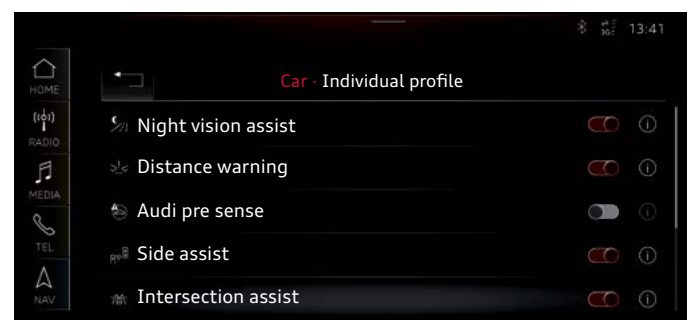 3G 13:41
HOME
Car · Individual profile
RADIO
Night vision assist
MEDIA
Distance warning
TEL
Audi pre sense
NAV
Side assist
Intersection assist